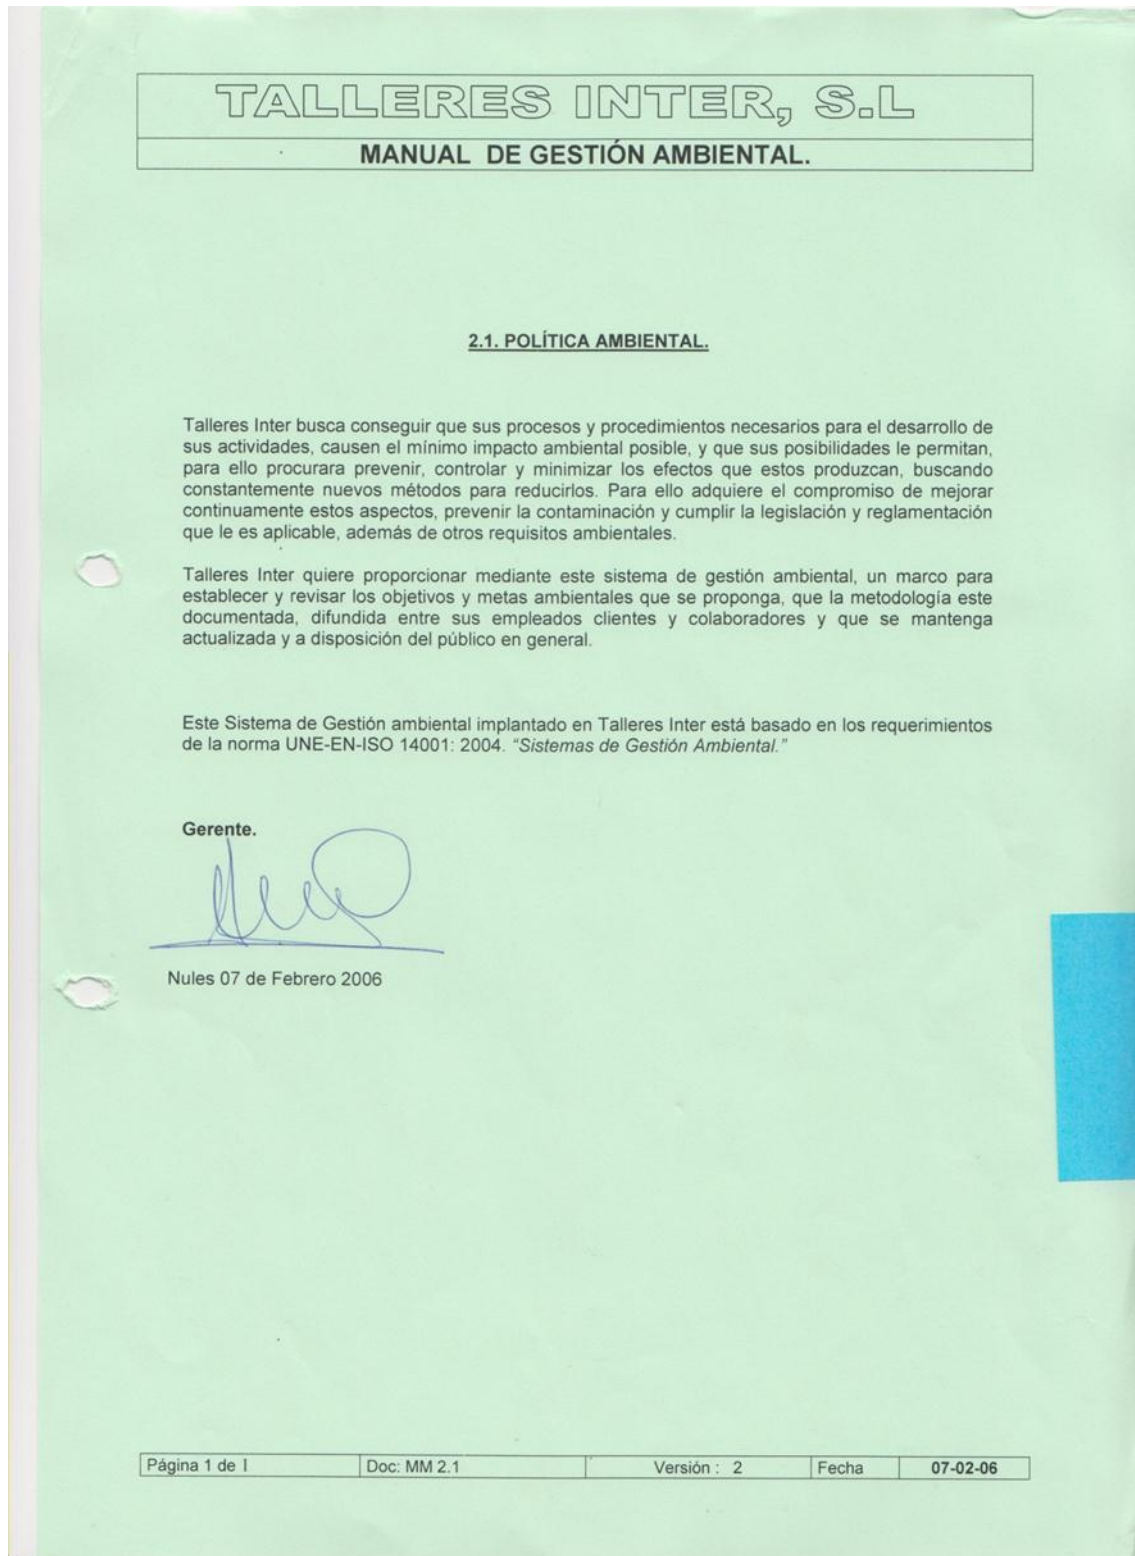 TALLERES INTER, S.L
MANUAL DE GESTIÓN AMBIENTAL.
2.1. POLÍTICA AMBIENTAL.
Talleres Inter busca conseguir que sus procesos y procedimientos necesarios para el desarrollo de
sus actividades, causen el mínimo impacto ambiental posible, y que sus posibilidades le permitan,
para ello procurara prevenir, controlar y minimizar los efectos que estos produzcan, buscando
constantemente nuevos métodos para reducirlos. Para ello adquiere el compromiso de mejorar
continuamente estos aspectos, prevenir la contaminación y cumplir la legislación y reglamentación
que le es aplicable, además de otros requisitos ambientales.
Talleres Inter quiere proporcionar mediante este sistema de gestión ambiental, un marco para
establecer y revisar los objetivos y metas ambientales que se proponga, que la metodología este
documentada, difundida entre sus empleados clientes y colaboradores y que se mantenga
actualizada y a disposición del público en general.
Este Sistema de Gestión ambiental implantado en Talleres Inter está basado en los requerimientos
de la norma UNE-EN-ISO 14001: 2004. “Sistemas de Gestión Ambiental.”
Gerente.
Nules 07 de Febrero 2006
Página 1 de 1 Doc: MM 2.1 Versión : 2 Fecha 07-02-06